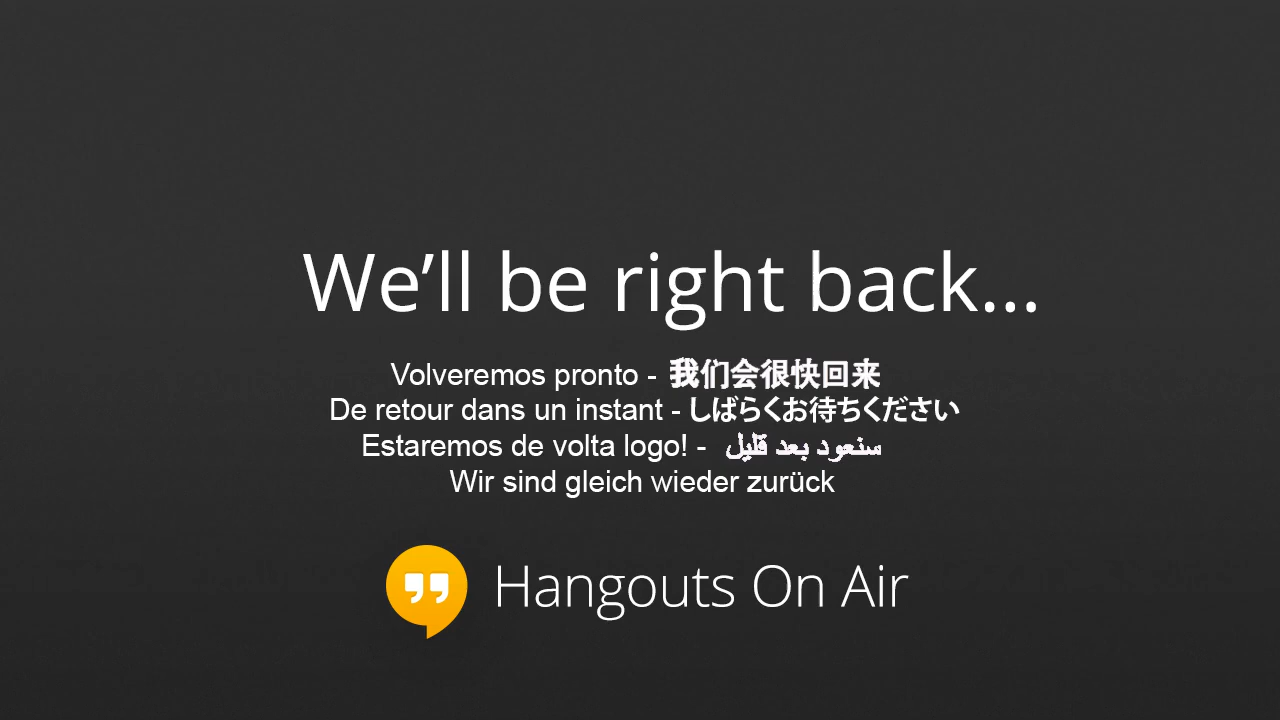 We’ll be right back...
Volveremos pronto - 我们会很快回来
De retour dans un instant - しばらくお待ちください
Estaremos de volta logo! - سنعود بعد قليل
Wir sind gleich wieder zurück
Hangouts On Air